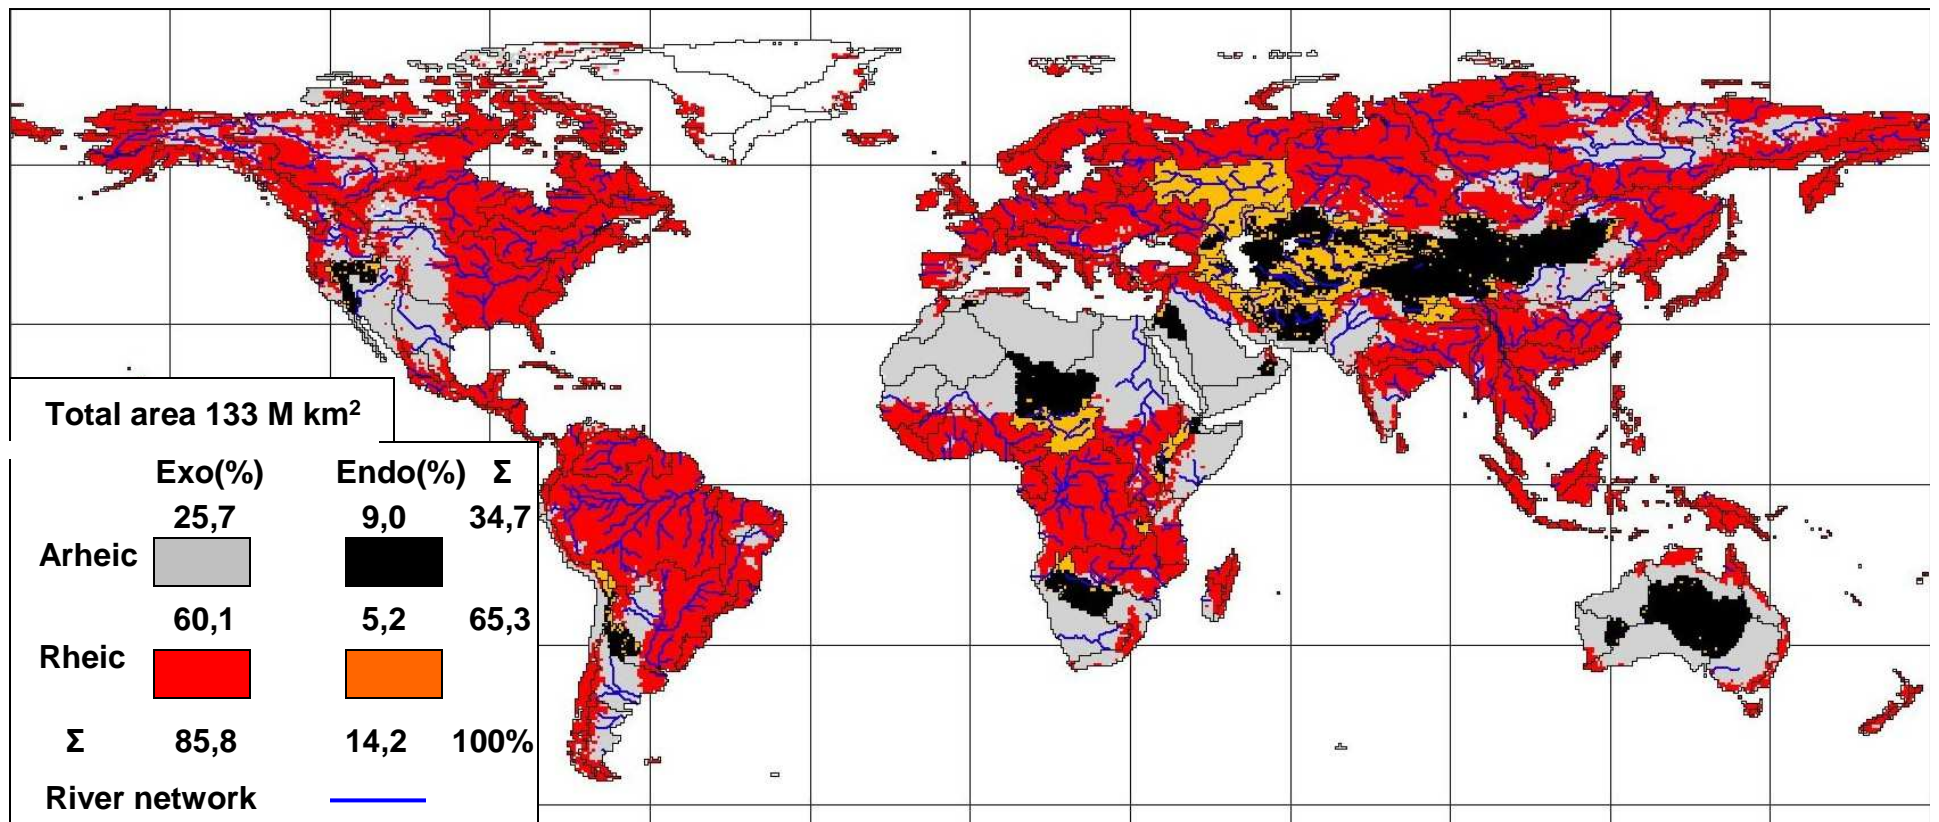 Total area 133 M km²
Exo(%) Endo(%) Σ
25,7 9,0 34,7
Arheic
60,1 5,2 65,3
Rheic
Σ 85,8 14,2 100%
River network